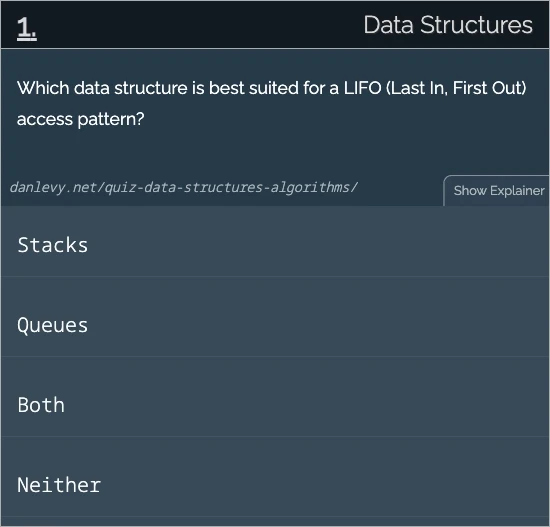 1.
Data Structures
Which data structure is best suited for a LIFO (Last In, First Out)
access pattern?
danlevy.net/quiz-data-structures-algorithms/
Show Explainer
Stacks
Queues
Both
Neither